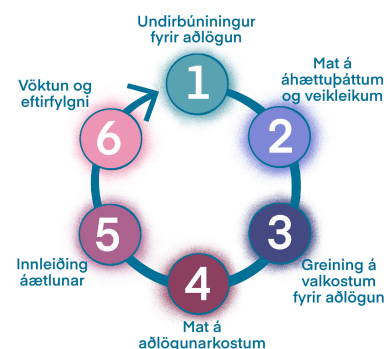 Undirbúniningur
fyrir aðlögun
1
Mat á
áhættuþáttum
og veikleikum
2
3
Greining á
valkostum
fyrir aðlögun
4
Mat á
aðlögunarkostum
5
Innleiðing
áætlunar
6
Vöktun og
eftirfylgni